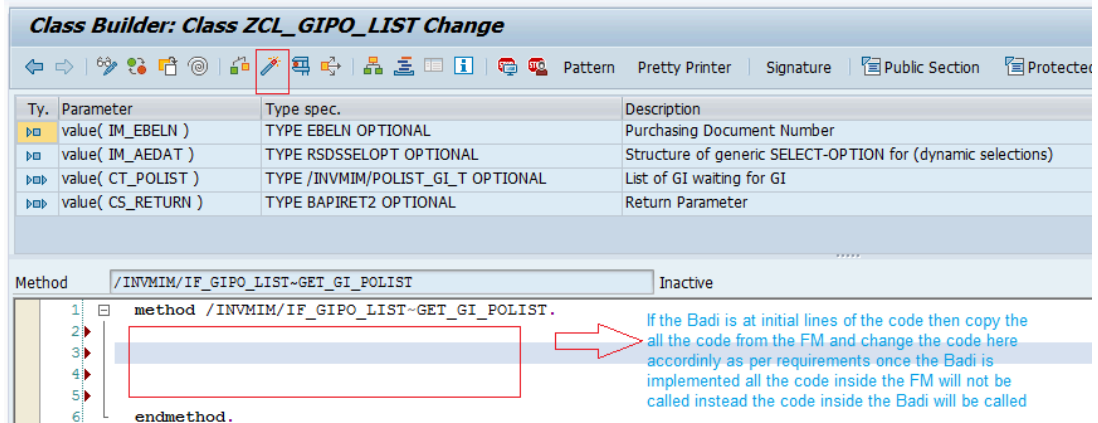 Class Builder: Class ZCL_GIPO_LIST Change
Pattern Pretty Printer Signature Public Section Protected
Ty. Parameter Type spec. Description
value( IM_EBELN ) TYPE EBELN OPTIONAL Purchasing Document Number
value( IM_AEDAT ) TYPE RSDSSELOPT OPTIONAL Structure of generic SELECT-OPTION for (dynamic selections)
value( CT_POLIST ) TYPE /INVMIM/POLIST_GI_T OPTIONAL List of GI waiting for GI
value( CS_RETURN ) TYPE BAPIRET2 OPTIONAL Return Parameter
Method /INVMIM/IF_GIPO_LIST~GET_GI_POLIST Inactive
1 method /INVMIM/IF_GIPO_LIST~GET_GI_POLIST.
2
3
4
5
6 endmethod.
If the Badi is at initial lines of the code then copy the
all the code from the FM and change the code here
accordinly as per requirements once the Badi is
implemented all the code inside the FM will not be
called instead the code inside the Badi will be called